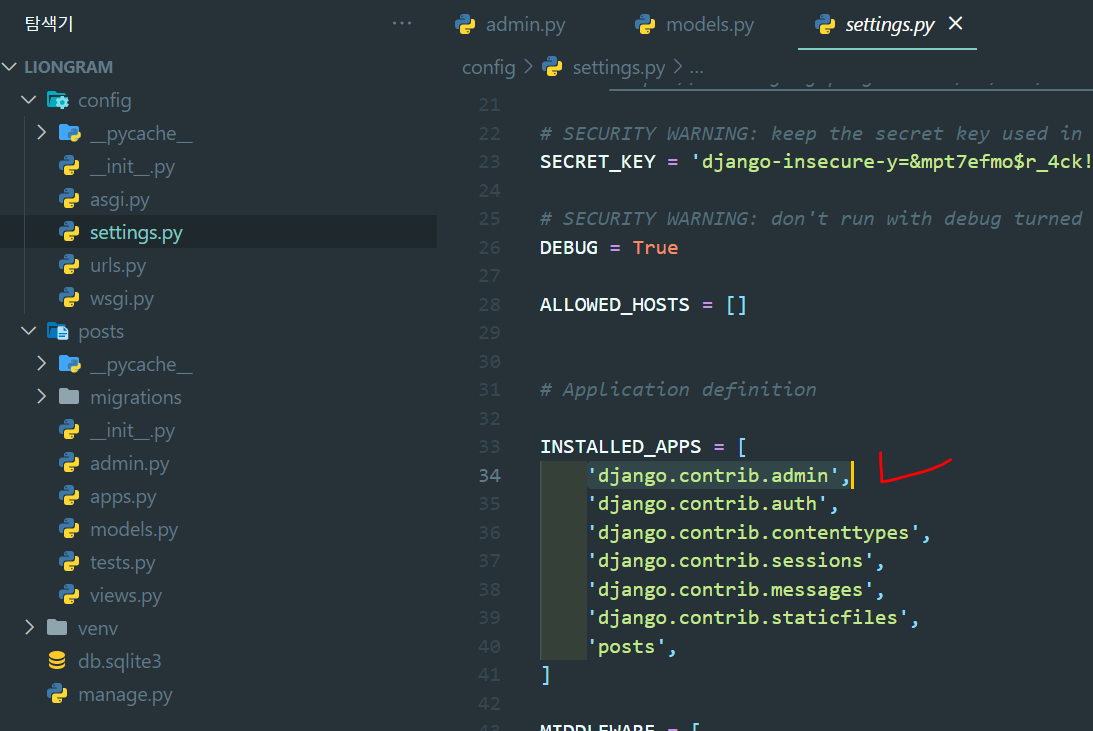 탐색기 ...
LIONGRAM
config
__pycache__
__init__.py
asgi.py
settings.py
urls.py
wsgi.py
posts
__pycache__
migrations
__init__.py
admin.py
apps.py
models.py
tests.py
views.py
venv
db.sqlite3
manage.py
admin.py models.py settings.py
config > settings.py > ...
21
22 # SECURITY WARNING: keep the secret key used in
23 SECRET_KEY = 'django-insecure-y=&mpt7efmo$r_4ck!
24
25 # SECURITY WARNING: don't run with debug turned
26 DEBUG = True
27
28 ALLOWED_HOSTS = []
29
30
31 # Application definition
32
33 INSTALLED_APPS = [
34 'django.contrib.admin',
35 'django.contrib.auth',
36 'django.contrib.contenttypes',
37 'django.contrib.sessions',
38 'django.contrib.messages',
39 'django.contrib.staticfiles',
40 'posts',
41 ]
42
43 MIDDLEWARE = [